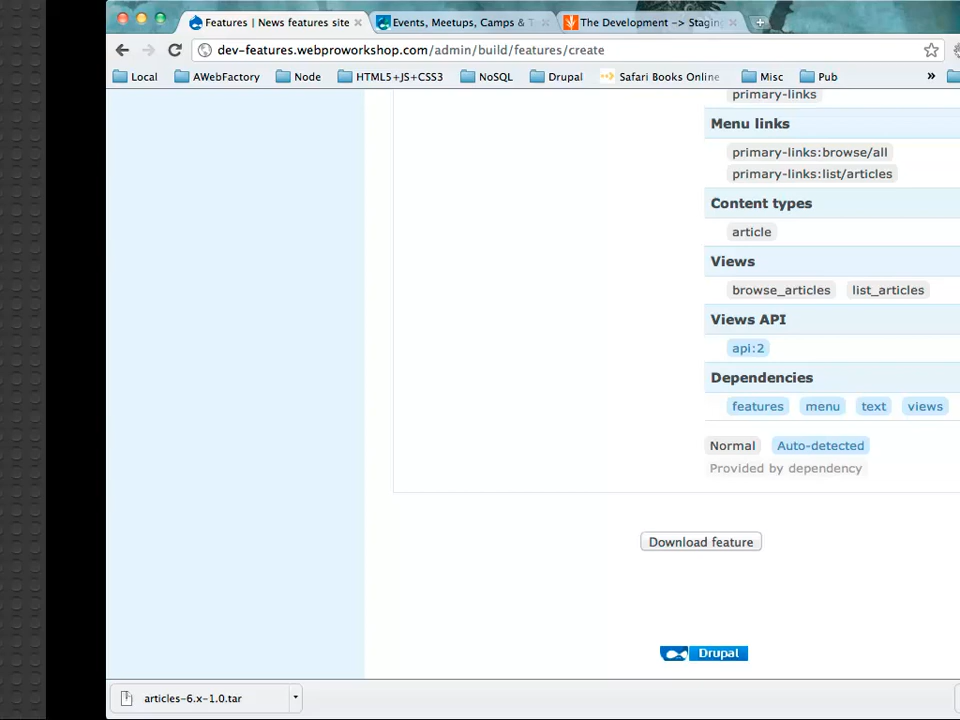 Features | News features site
Events, Meetups, Camps & T
The Development -> Staging
dev-features.webproworkshop.com/admin/build/features/create
Local AWebFactory Node HTML5+JS+CSS3 NoSQL Drupal Safari Books Online Misc Pub »
primary-links
Menu links
primary-links:browse/all
primary-links:list/articles
Content types
article
Views
browse_articles list_articles
Views API
api:2
Dependencies
features menu text views
Normal Auto-detected
Provided by dependency
Download feature
Drupal
articles-6.x-1.0.tar